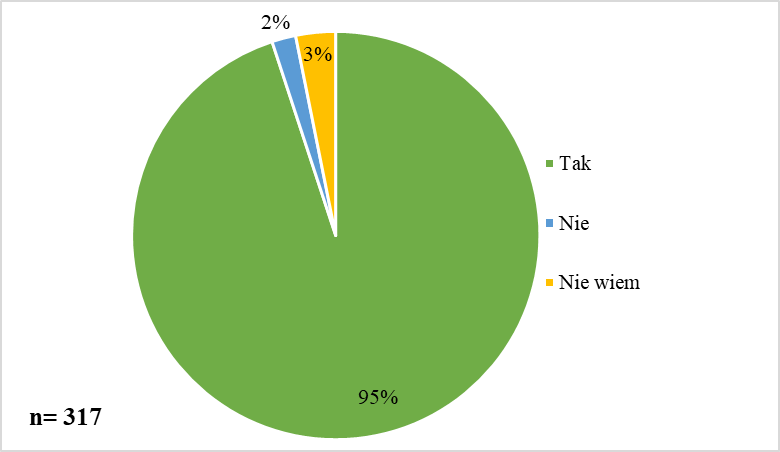 2%
3%
Tak
Nie
Nie wiem
95%
n= 317